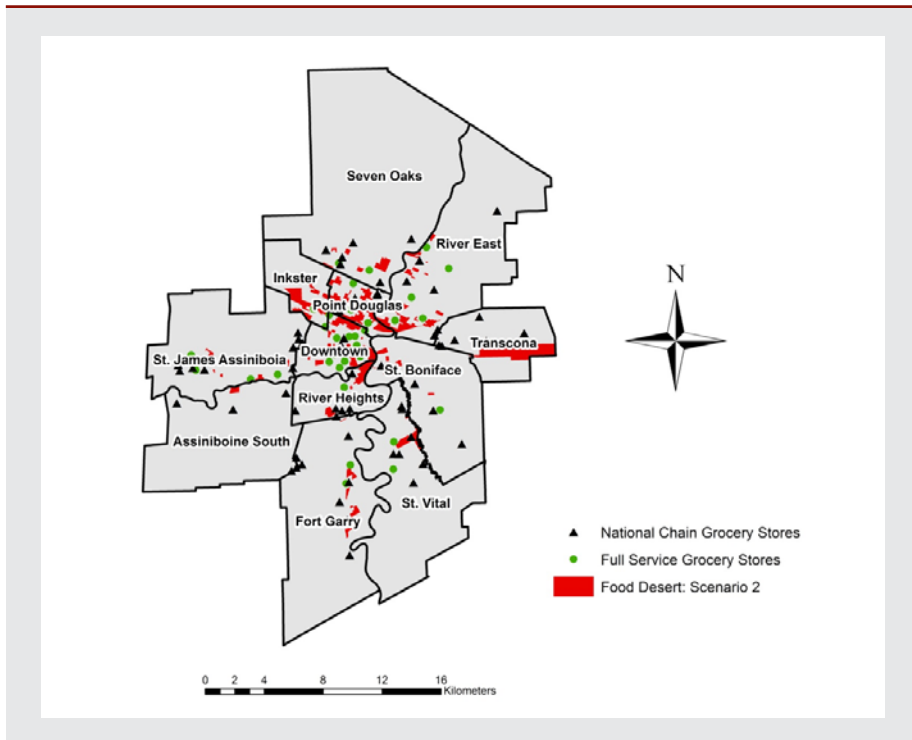 Seven Oaks
River East
Inkster
Point Douglas
Transcona
Downtown
St. James Assiniboia
St. Boniface
River Heights
Assiniboine South
St. Vital
Fort Garry
N
National Chain Grocery Stores
Full Service Grocery Stores
Food Desert: Scenario 2
0 1 2 4 8 12 16
Kilometers